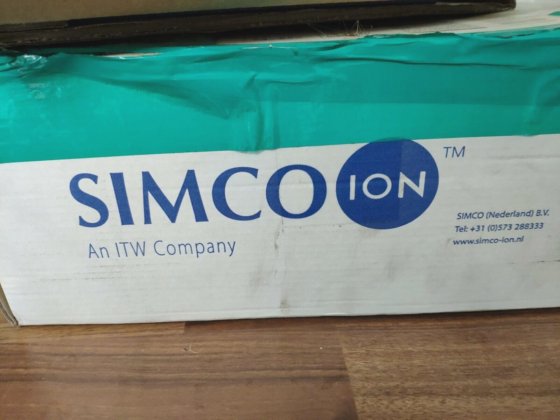 SIMCO ION ™
An ITW Company
SIMCO (Nederland) B.V.
Tel: +31 (0)573 288333
www.simco-ion.nl